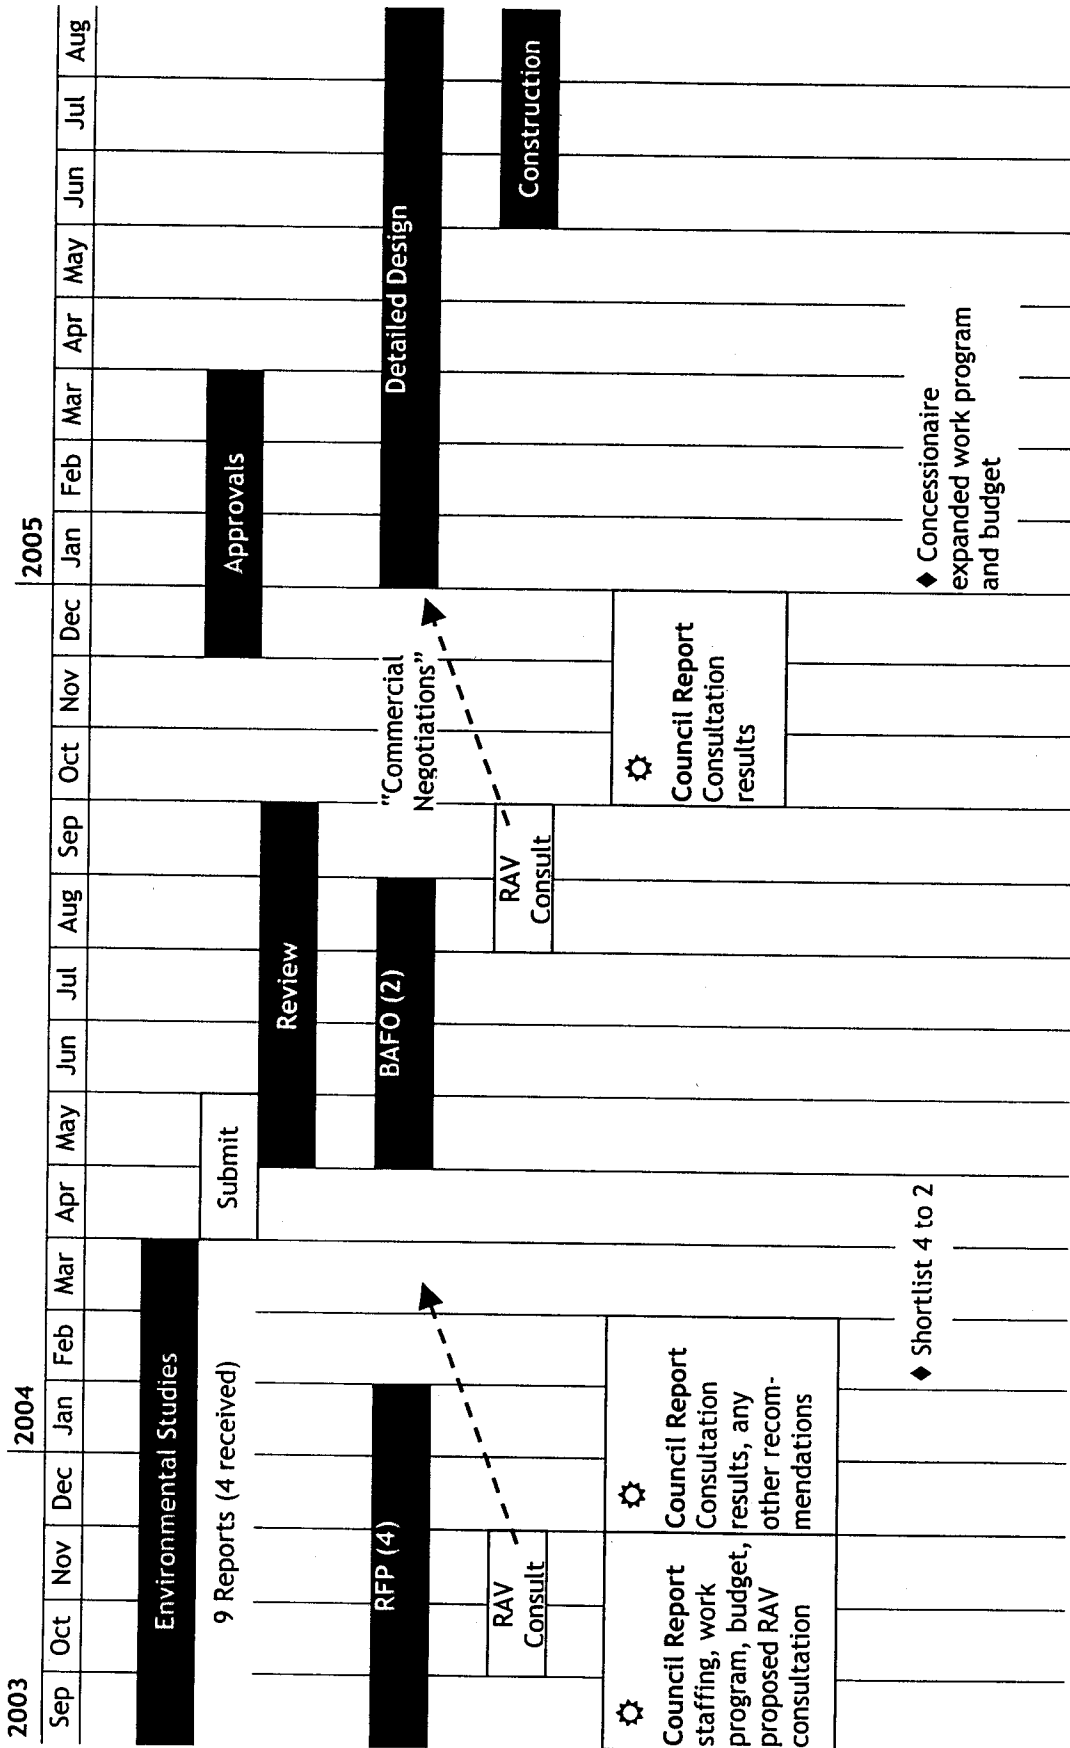 2003
2004
2005
Sep Oct Nov Dec Jan Feb Mar Apr May Jun Jul Aug Sep Oct Nov Dec Jan Feb Mar Apr May Jun Jul Aug
Environmental Studies
9 Reports (4 received)
Submit
Review
Approvals
RFP (4)
BAFO (2)
"Commercial
Negotiations"
Detailed Design
RAV
Consult
RAV
Consult
Construction
Council Report
staffing, work
program, budget,
proposed RAV
consultation
Council Report
Consultation
results, any
other recom-
mendations
Council Report
Consultation
results
♦ Shortlist 4 to 2
♦ Concessionaire
expanded work program
and budget